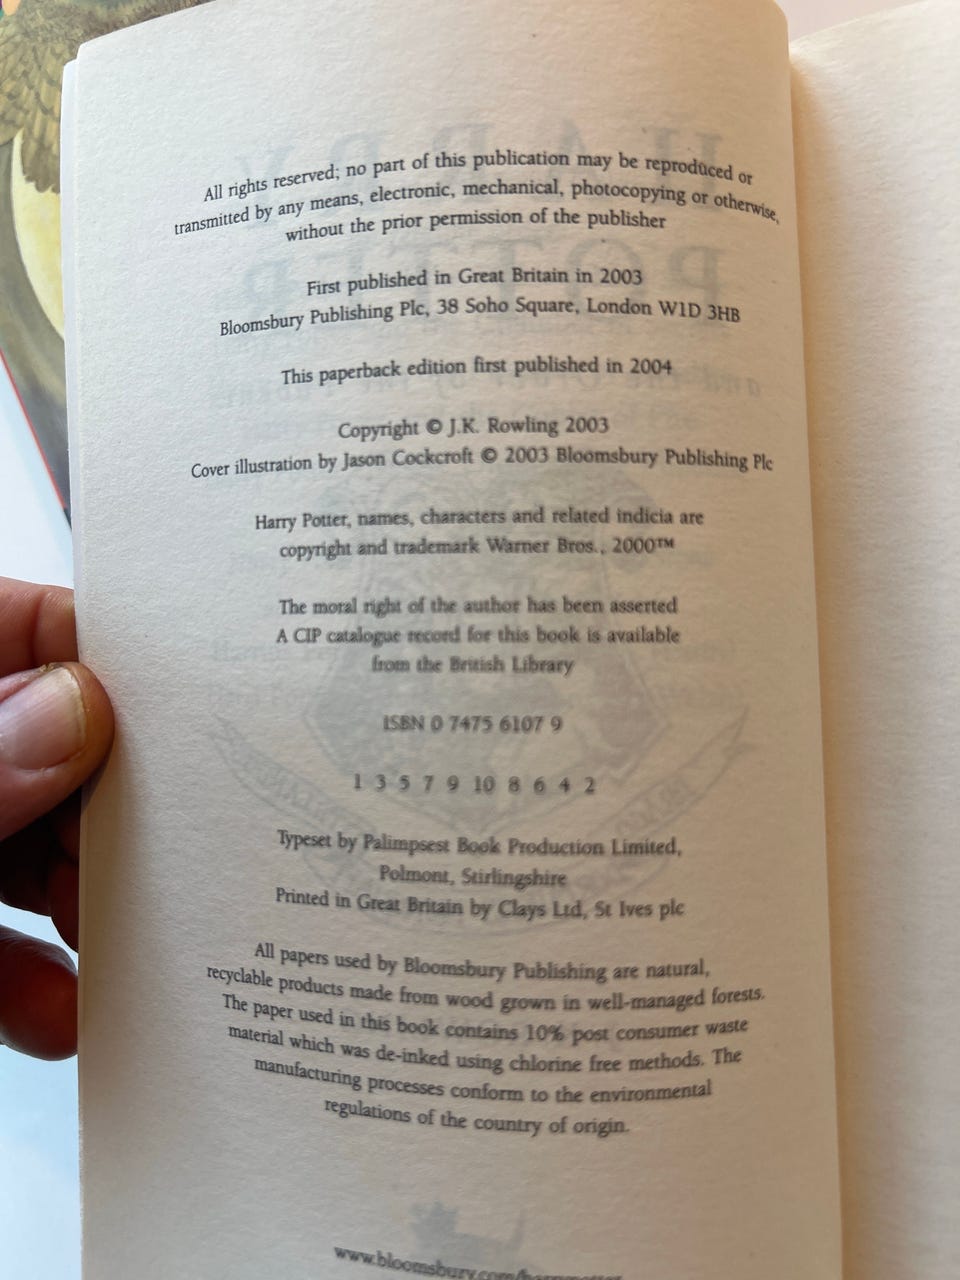 All rights reserved; no part of this publication may be reproduced or
transmitted by any means, electronic, mechanical, photocopying or otherwise,
without the prior permission of the publisher
First published in Great Britain in 2003
Bloomsbury Publishing Plc, 38 Soho Square, London W1D 3HB
This paperback edition first published in 2004
Copyright © J.K. Rowling 2003
Cover illustration by Jason Cockcroft © 2003 Bloomsbury Publishing Plc
Harry Potter, names, characters and related indicia are
copyright and trademark Warner Bros., 2000™
The moral right of the author has been asserted
A CIP catalogue record for this book is available
from the British Library
ISBN 0 7475 6107 9
1 3 5 7 9 10 8 6 4 2
Typeset by Palimpsest Book Production Limited,
Polmont, Stirlingshire
Printed in Great Britain by Clays Ltd, St Ives plc
All papers used by Bloomsbury Publishing are natural,
recyclable products made from wood grown in well-managed forests.
The paper used in this book contains 10% post consumer waste
material which was de-inked using chlorine free methods. The
manufacturing processes conform to the environmental
regulations of the country of origin.
www.bloomsbury.com/harrypotter